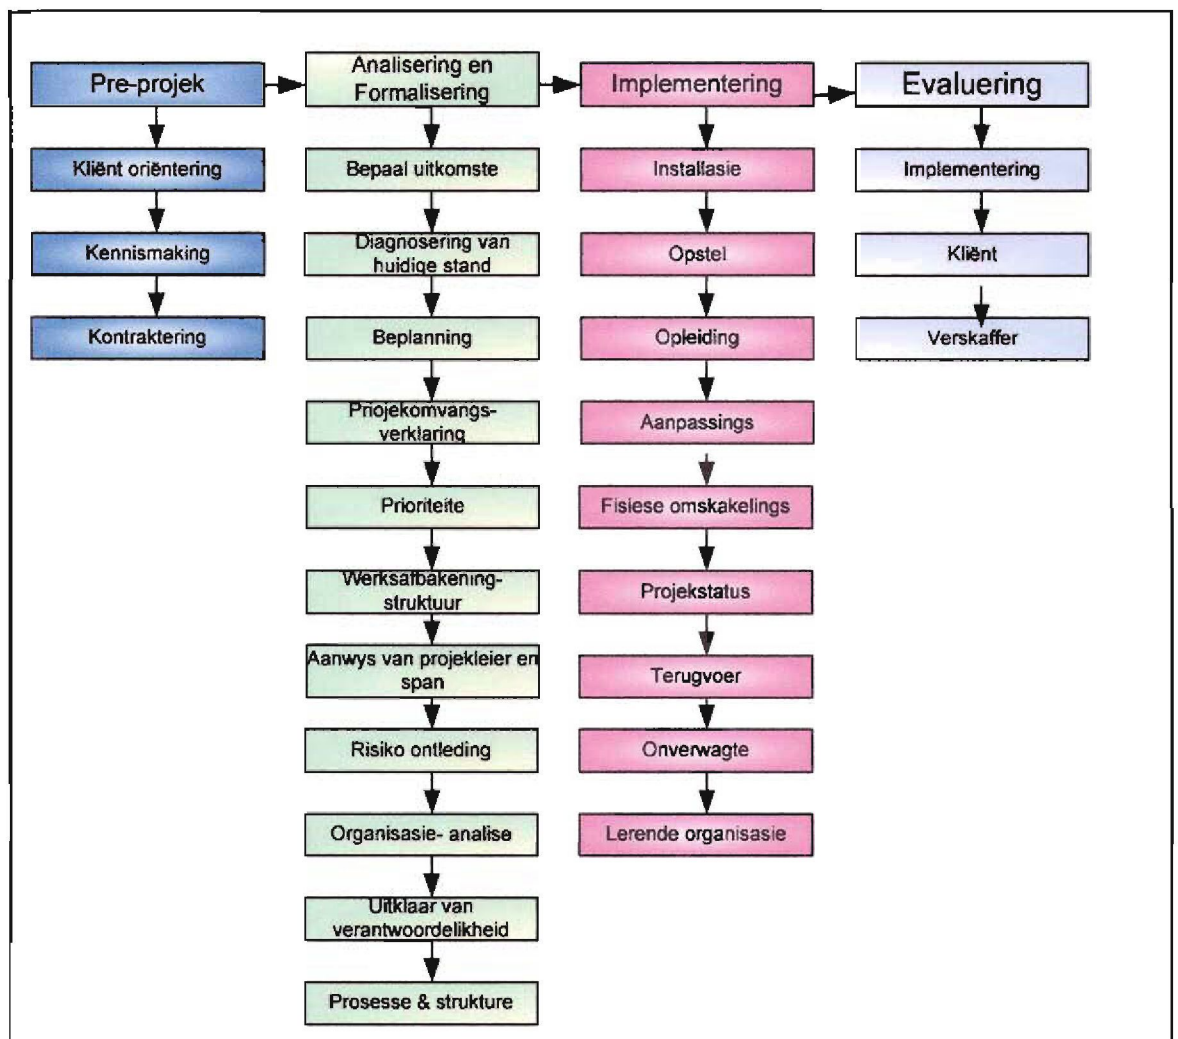 Pre-projek
Kliënt oriëntering
Kennismaking
Kontraktering
Analisering en
Formalisering
Bepaal uitkomste
Diagnosering van
huidige stand
Beplanning
Priojekomvangs-
verklaring
Prioriteite
Werksafbakening-
struktuur
Aanwys van projekleier en
span
Risiko ontleding
Organisasie- analise
Uitklaar van
verantwoordelikheid
Prosesse & strukture
Implementering
Installasie
Opstel
Opleiding
Aanpassings
Fisiese omskakelings
Projekstatus
Terugvoer
Onverwagte
Lerende organisasie
Evaluering
Implementering
Kliënt
Verskaffer